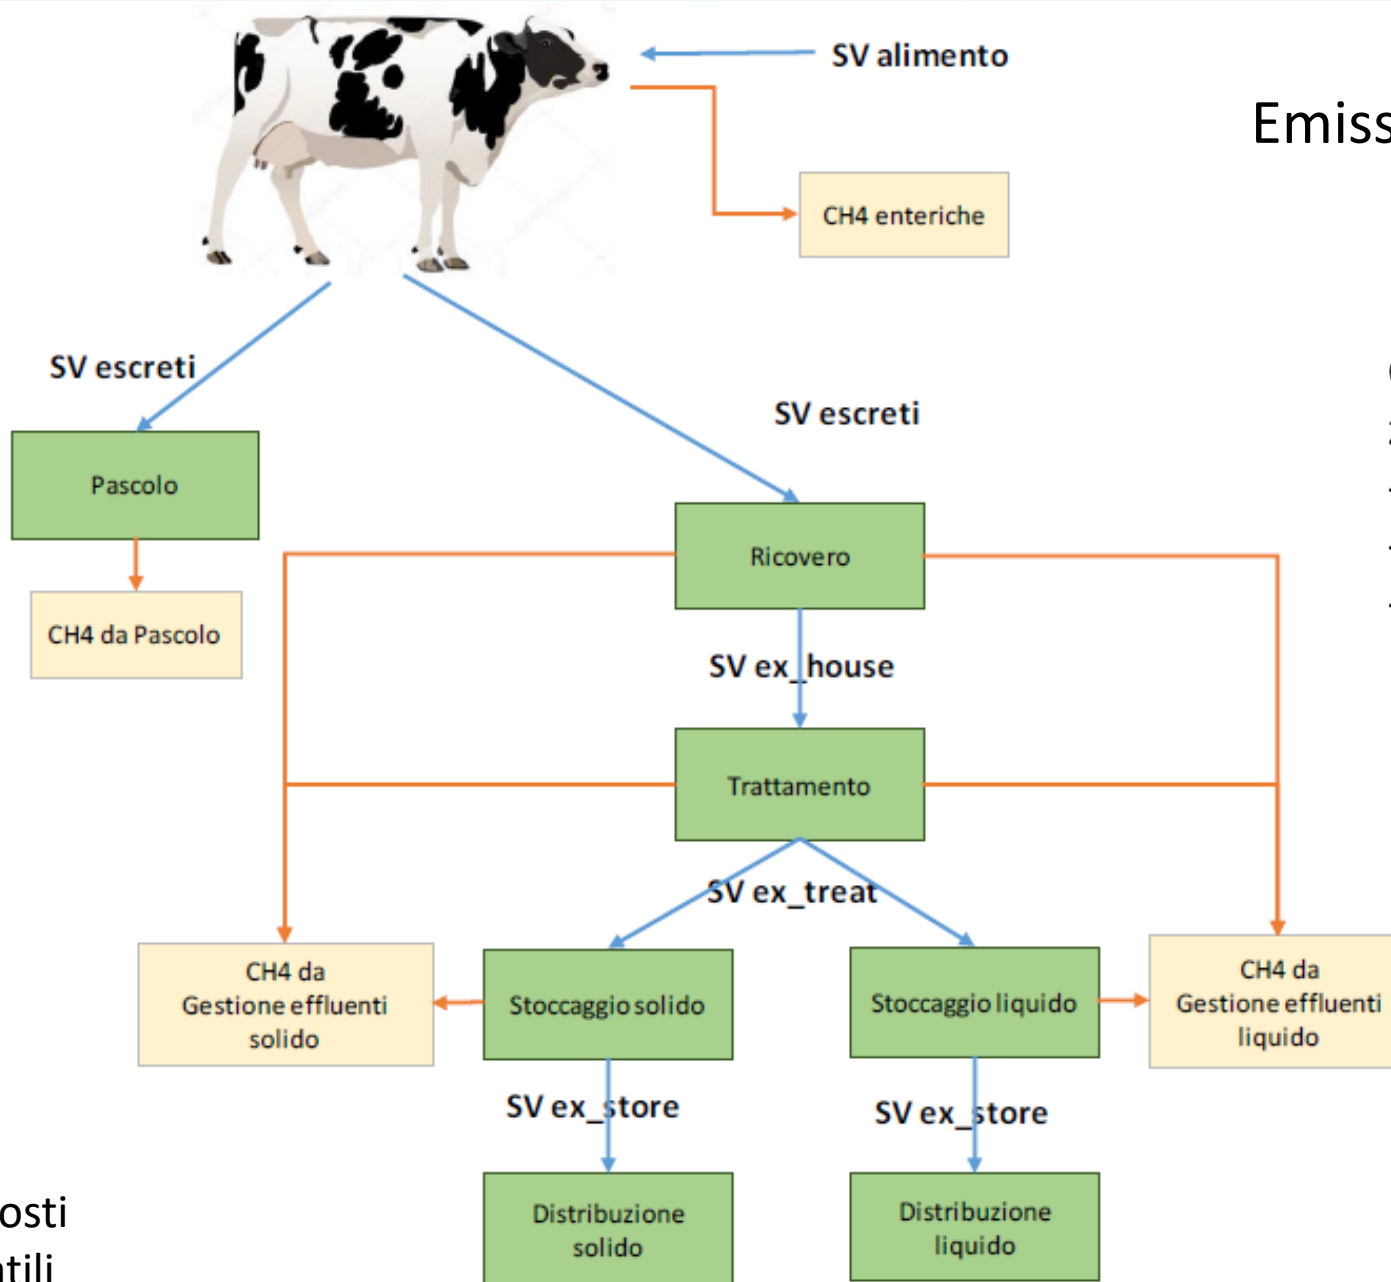 SV alimento
Emiss
CH4 enteriche
SV escreti
SV escreti
Pascolo
Ricovero
CH4 da Pascolo
SV ex_house
Trattamento
SV ex_treat
CH4 da
Gestione effluenti
solido
Stoccaggio solido
Stoccaggio liquido
CH4 da
Gestione effluenti
liquido
SV ex_store
SV ex_store
Distribuzione
solido
Distribuzione
liquido
osti
tili